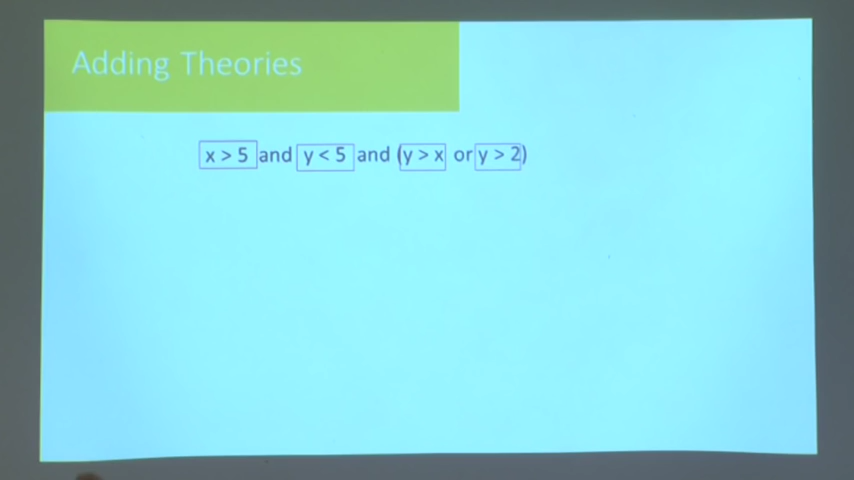 Adding Theories
x > 5 and y < 5 and (y > x or y > 2)